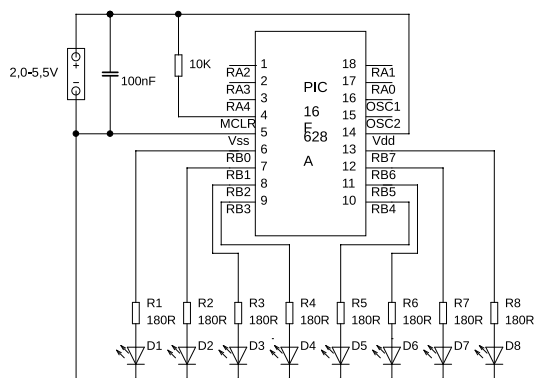 2,0-5,5V
+
−
100nF
10K
PIC
16
F
628
A
1
RA2
2
RA3
3
RA4
4
MCLR
5
Vss
6
RB0
7
RB1
8
RB2
9
RB3
18
RA1
17
RA0
16
OSC1
15
OSC2
14
Vdd
13
RB7
12
RB6
11
RB5
10
RB4
R1
180R
R2
180R
R3
180R
R4
180R
R5
180R
R6
180R
R7
180R
R8
180R
D1
D2
D3
D4
D5
D6
D7
D8